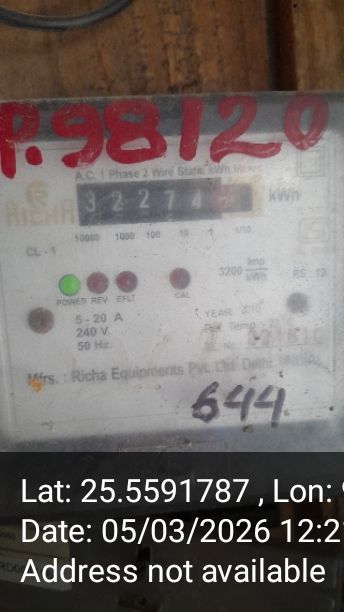 P.98120
A.C. 1 Phase 2 Wire Static kWh Meter
RICHA
32274
kWh
CL - 1
10000 1000 100 10 1 1/10
3200 imp/kWh
POWER REV EFLT CAL
5 - 20 A
240 V
50 Hz.
YEAR
Ref. Temp
Mfrs. : Richa Equipments Pvt. Ltd. Delhi
644
Lat: 25.5591787 , Lon:
Date: 05/03/2026 12:2
Address not available